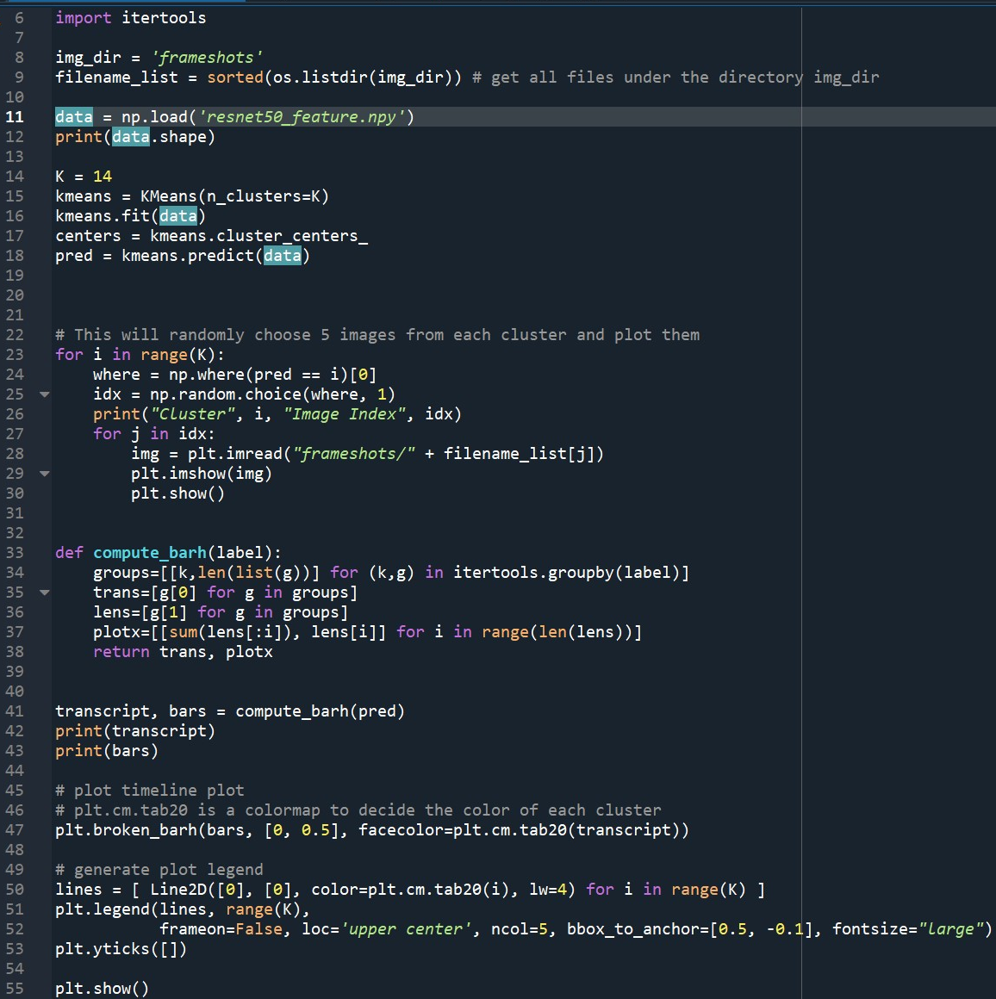 6 import itertools
7
8 img_dir = 'frameshots'
9 filename_list = sorted(os.listdir(img_dir)) # get all files under the directory img_dir
10
11 data = np.load('resnet50_feature.npy')
12 print(data.shape)
13
14 K = 14
15 kmeans = KMeans(n_clusters=K)
16 kmeans.fit(data)
17 centers = kmeans.cluster_centers_
18 pred = kmeans.predict(data)
19
20
21
22 # This will randomly choose 5 images from each cluster and plot them
23 for i in range(K):
24     where = np.where(pred == i)[0]
25     idx = np.random.choice(where, 1)
26     print("Cluster", i, "Image Index", idx)
27     for j in idx:
28         img = plt.imread("frameshots/" + filename_list[j])
29         plt.imshow(img)
30         plt.show()
31
32
33 def compute_barh(label):
34     groups=[[k,len(list(g))] for (k,g) in itertools.groupby(label)]
35     trans=[g[0] for g in groups]
36     lens=[g[1] for g in groups]
37     plotx=[[sum(lens[:i]), lens[i]] for i in range(len(lens))]
38     return trans, plotx
39
40
41 transcript, bars = compute_barh(pred)
42 print(transcript)
43 print(bars)
44
45 # plot timeline plot
46 # plt.cm.tab20 is a colormap to decide the color of each cluster
47 plt.broken_barh(bars, [0, 0.5], facecolor=plt.cm.tab20(transcript))
48
49 # generate plot legend
50 lines = [ Line2D([0], [0], color=plt.cm.tab20(i), lw=4) for i in range(K) ]
51 plt.legend(lines, range(K),
52            frameon=False, loc='upper center', ncol=5, bbox_to_anchor=[0.5, -0.1], fontsize="large")
53 plt.yticks([])
54
55 plt.show()